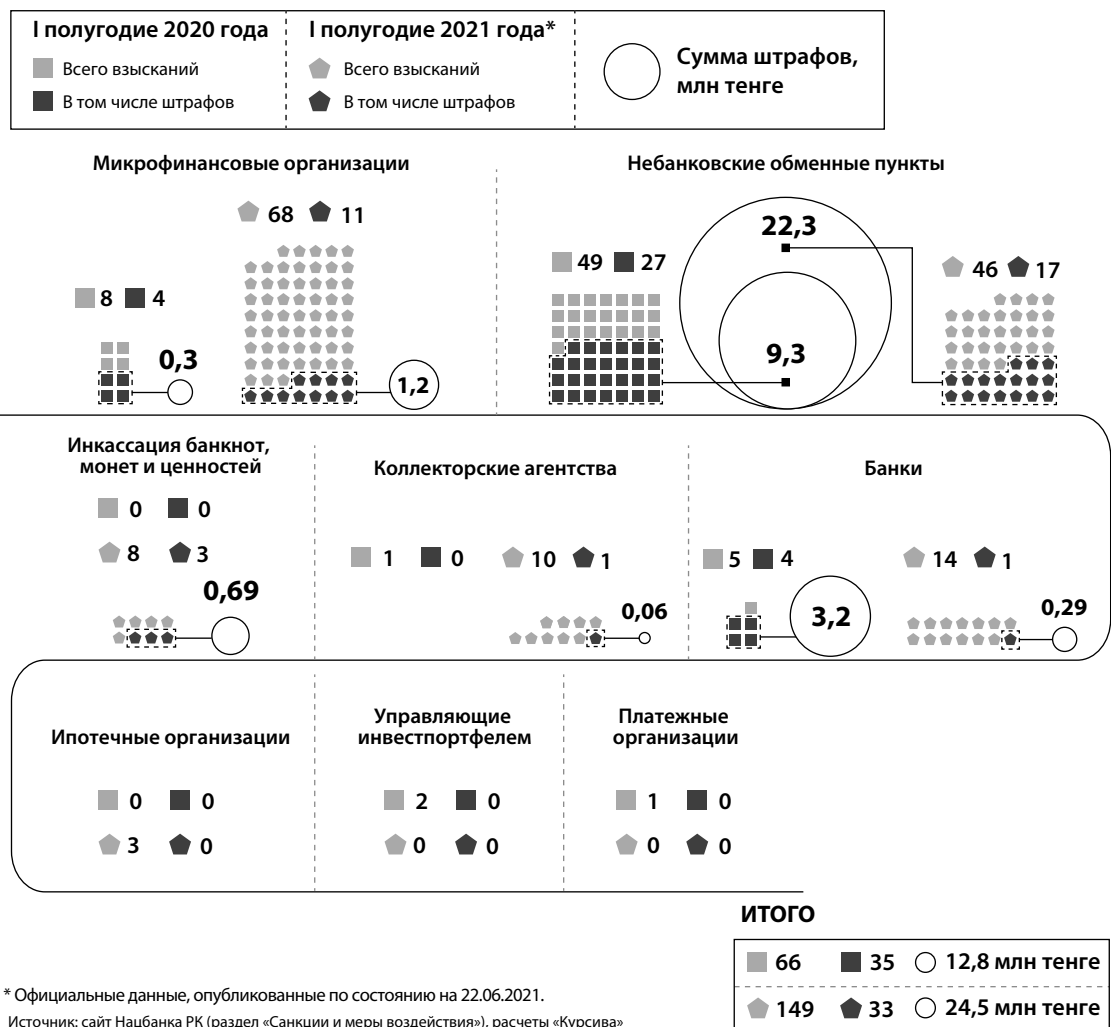 I полугодие 2020 года
Всего взысканий
В том числе штрафов
I полугодие 2021 года*
Всего взысканий
В том числе штрафов
Сумма штрафов,
млн тенге
Микрофинансовые организации
68 11
8 4
0,3
1,2
Небанковские обменные пункты
22,3
49 27
46 17
9,3
Инкассация банкнот,
монет и ценностей
0 0
8 3
0,69
Коллекторские агентства
1 0 10 1
0,06
Банки
5 4 14 1
3,2
0,29
Ипотечные организации
0 0
3 0
Управляющие
инвестпортфелем
2 0
0 0
Платежные
организации
1 0
0 0
ИТОГО
66 35 12,8 млн тенге
149 33 24,5 млн тенге
* Официальные данные, опубликованные по состоянию на 22.06.2021.
Источник: сайт Нацбанка РК (раздел «Санкции и меры воздействия»), расчеты «Курсива»